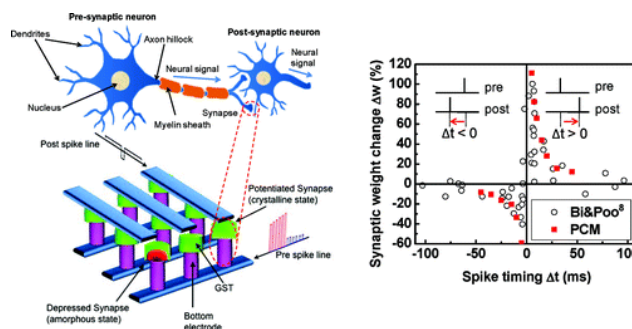 Pre-synaptic neuron
Post-synaptic neuron
Dendrites
Axon hillock
Neural signal
Neural
signal
Nucleus
Myelin sheath
Synapse
Post spike line
Potentiated Synapse
(crystalline state)
Pre spike line
GST
Depressed Synapse
(amorphous state)
Bottom
electrode
Synaptic weight change Δw
120
100
80
60
40
20
0
-20
-40
-60
pre
post
Δt < 0
pre
post
Δt > 0
Bi&Poo⁸
PCM
-100
-50
0
50
Spike timing Δt (ms)